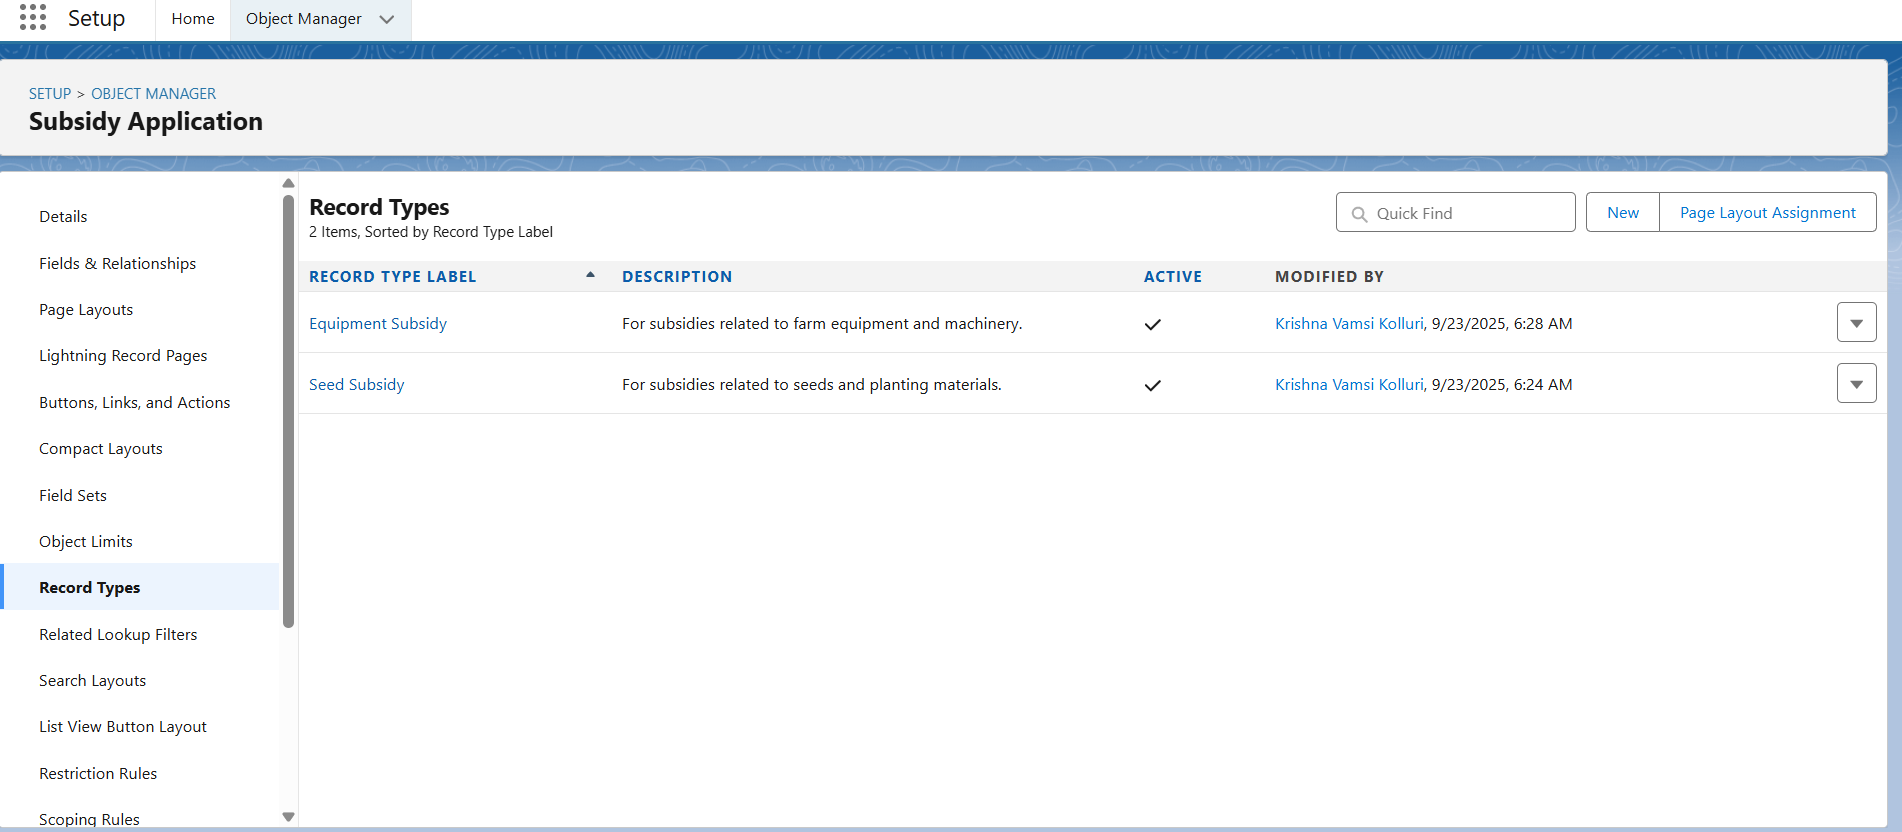 Setup
Home
Object Manager
SETUP > OBJECT MANAGER
Subsidy Application
Details
Fields & Relationships
Page Layouts
Lightning Record Pages
Buttons, Links, and Actions
Compact Layouts
Field Sets
Object Limits
Record Types
Related Lookup Filters
Search Layouts
List View Button Layout
Restriction Rules
Scoping Rules
Record Types
2 Items, Sorted by Record Type Label
Quick Find
New
Page Layout Assignment
RECORD TYPE LABEL DESCRIPTION ACTIVE MODIFIED BY
Equipment Subsidy For subsidies related to farm equipment and machinery. Krishna Vamsi Kolluri, 9/23/2025, 6:28 AM
Seed Subsidy For subsidies related to seeds and planting materials. Krishna Vamsi Kolluri, 9/23/2025, 6:24 AM